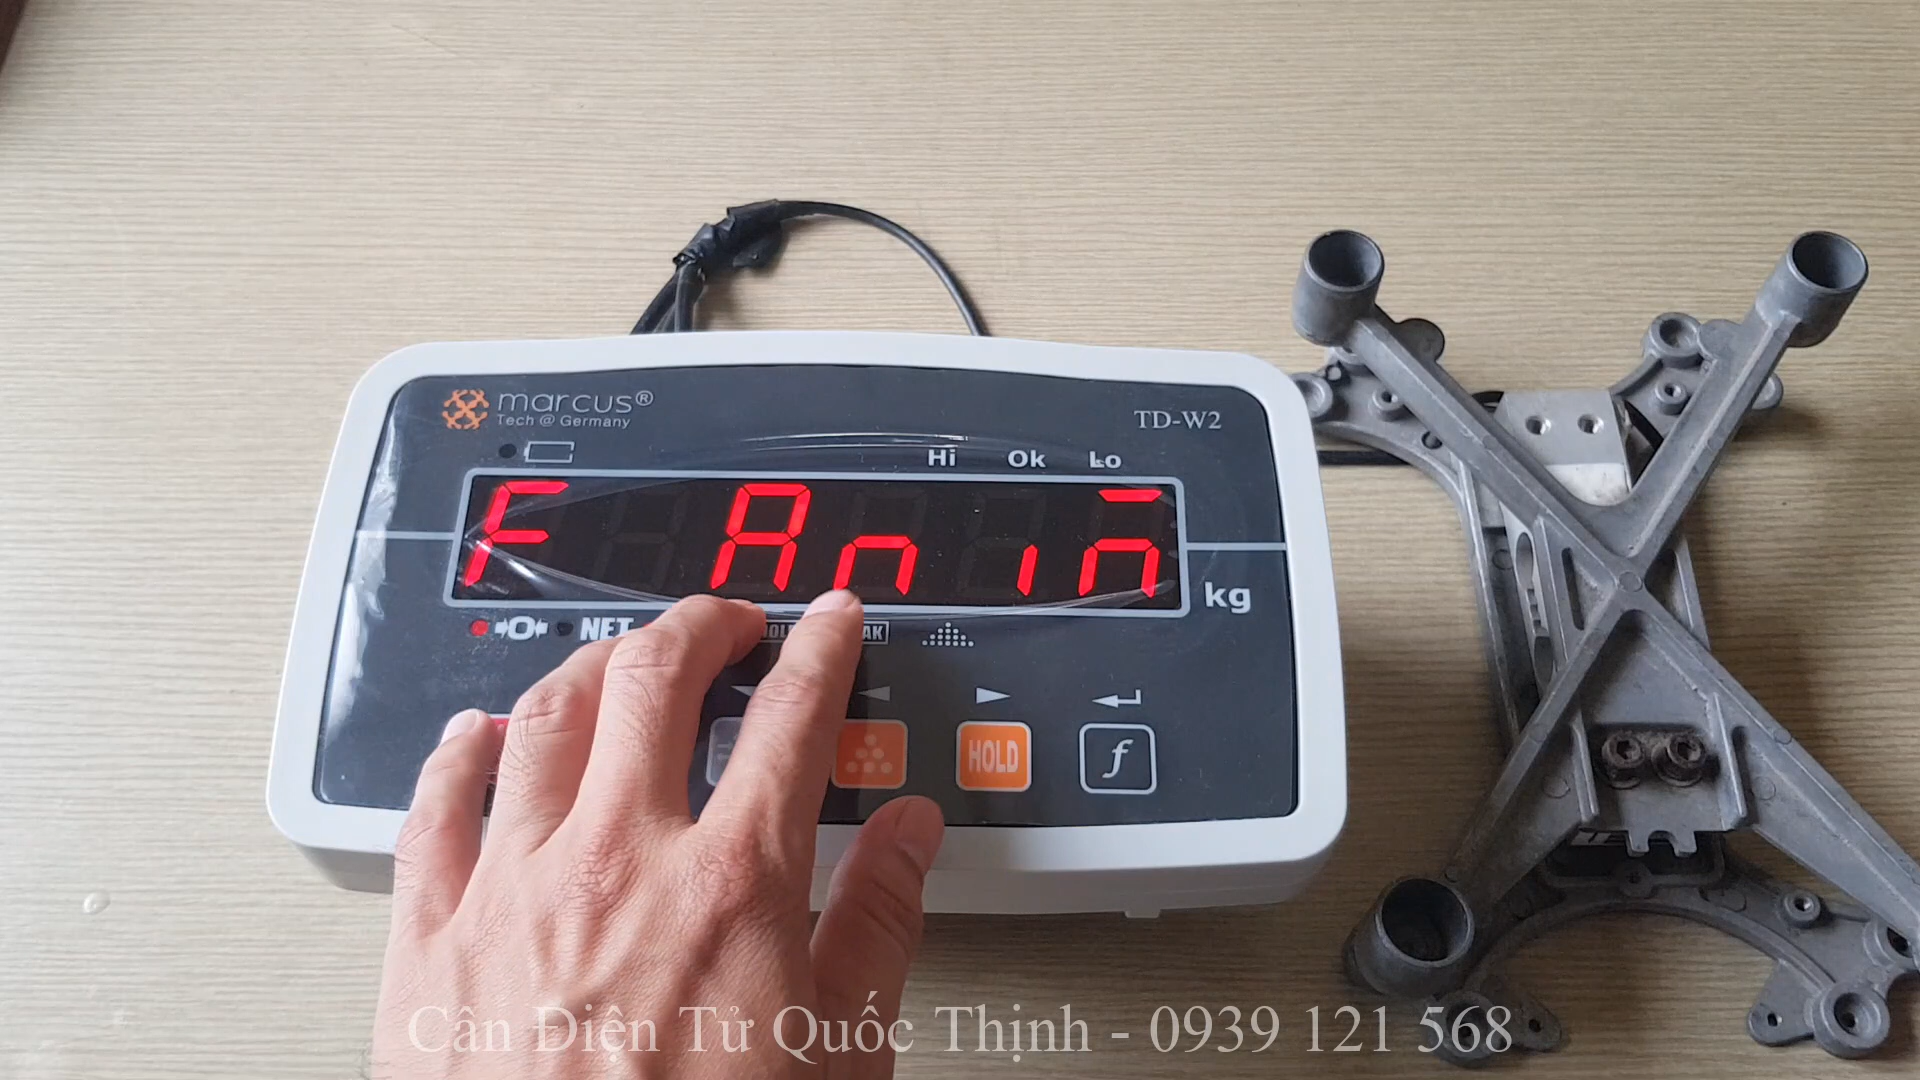 marcus®
Tech @ Germany
TD-W2
Hi Ok Lo
F Anin
kg
NET
HOLD
f
Cân Điện Tử Quốc Thịnh - 0939 121 568